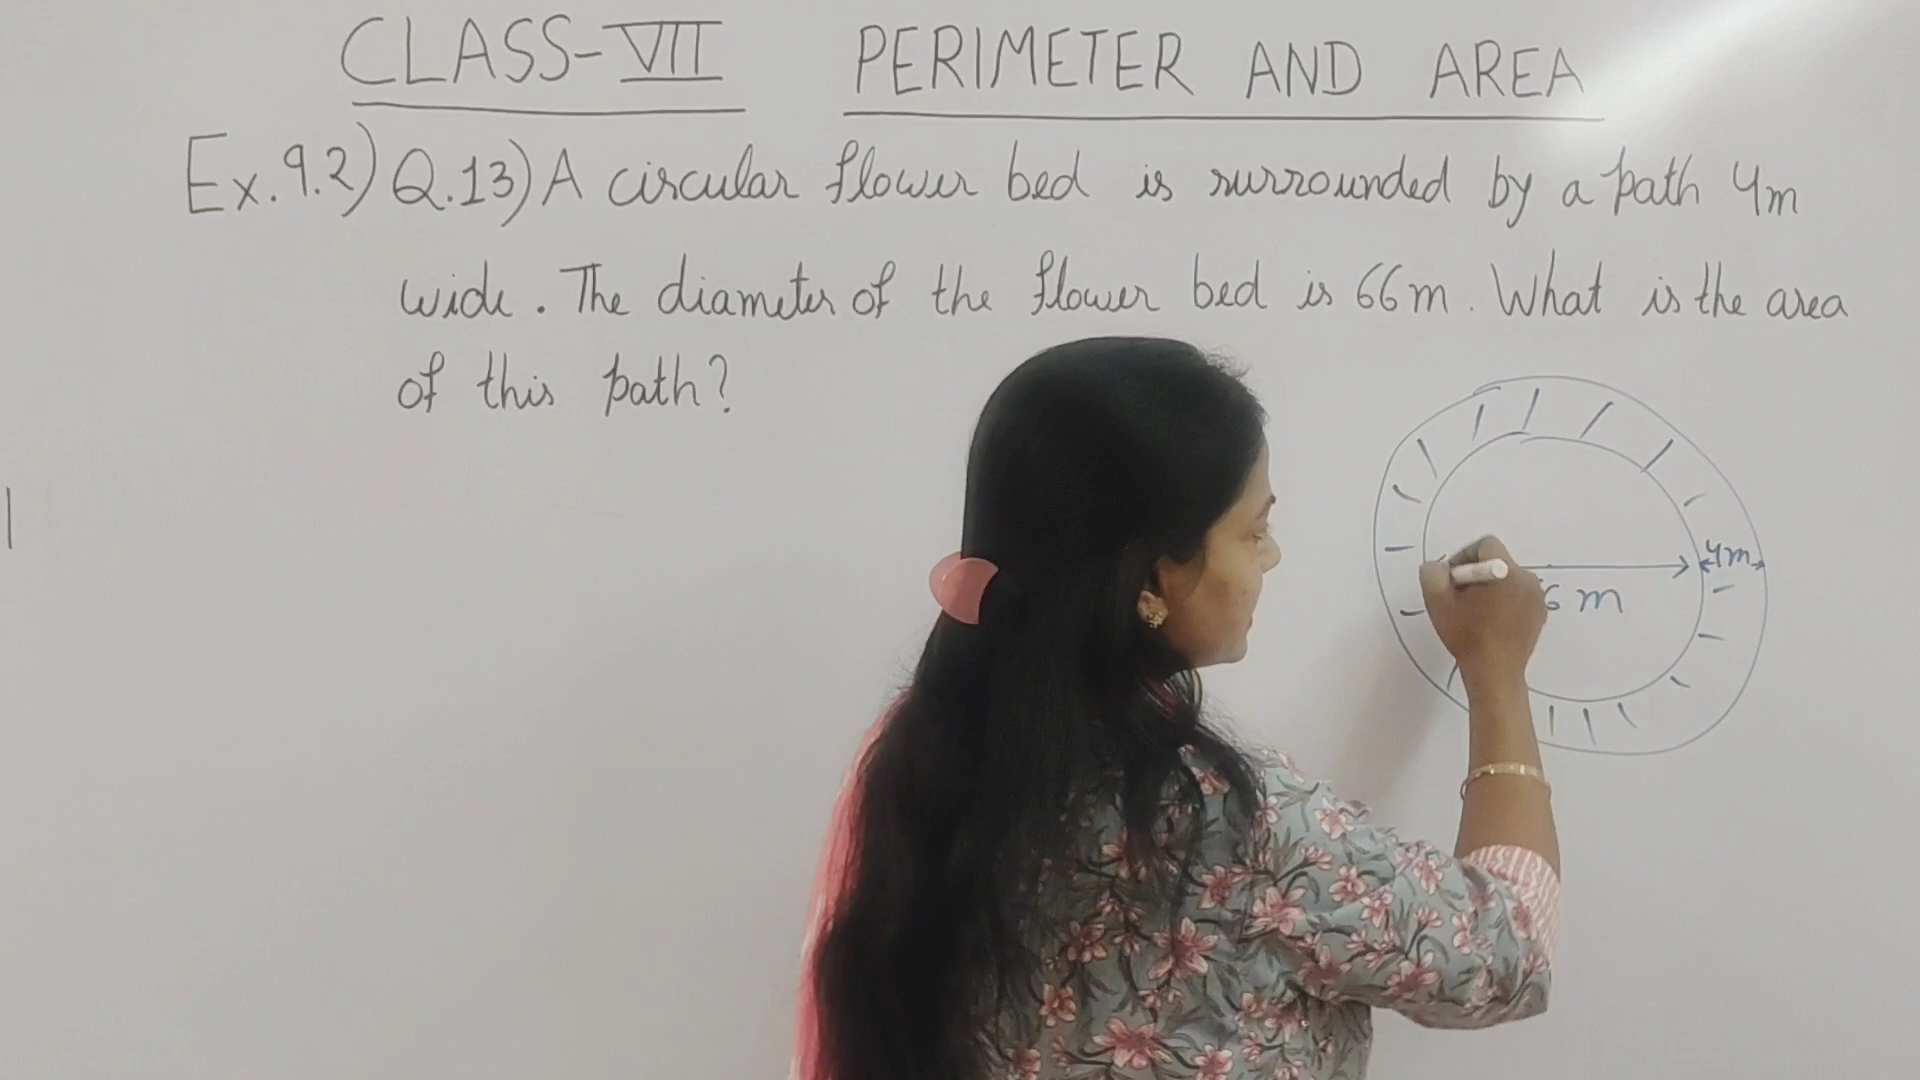 CLASS-VII PERIMETER AND AREA
Ex.9.2) Q.13) A circular flower bed is surrounded by a path 4m
wide. The diameter of the flower bed is 66m. What is the area
of this path?
4m
6 m